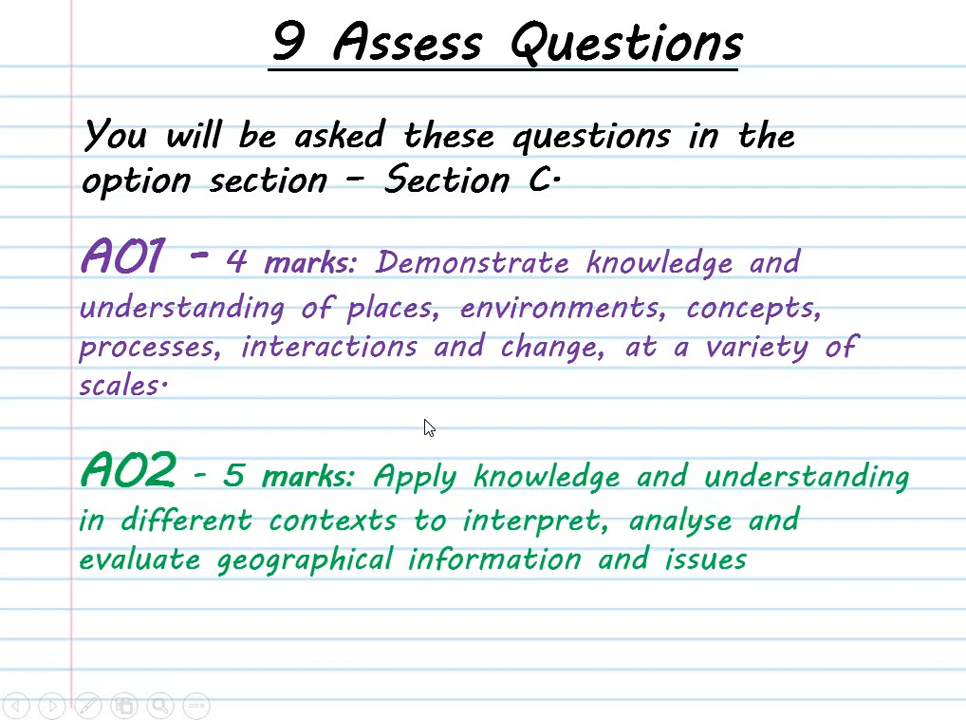 9 Assess Questions
You will be asked these questions in the
option section – Section C.
AO1 - 4 marks: Demonstrate knowledge and
understanding of places, environments, concepts,
processes, interactions and change, at a variety of
scales.
AO2 - 5 marks: Apply knowledge and understanding
in different contexts to interpret, analyse and
evaluate geographical information and issues